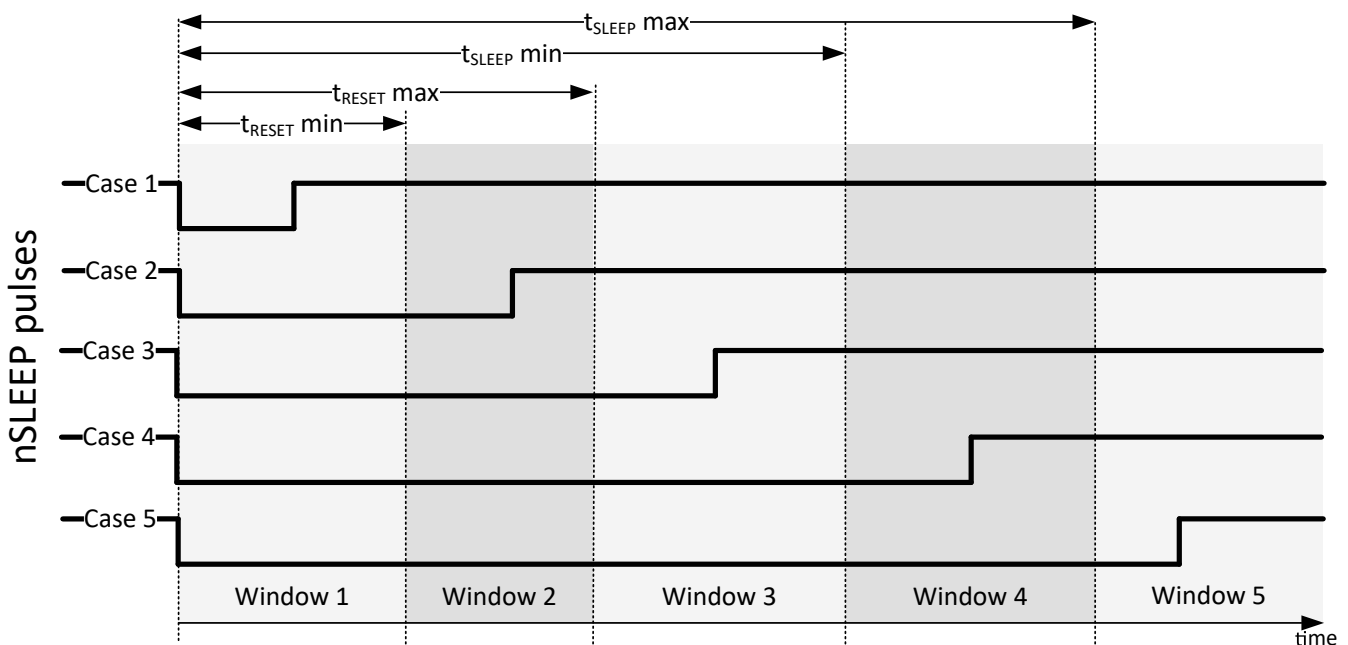 tSLEEP max
tSLEEP min
tRESET max
tRESET min
nSLEEP pulses
Case 1
Case 2
Case 3
Case 4
Case 5
Window 1 Window 2 Window 3 Window 4 Window 5
time